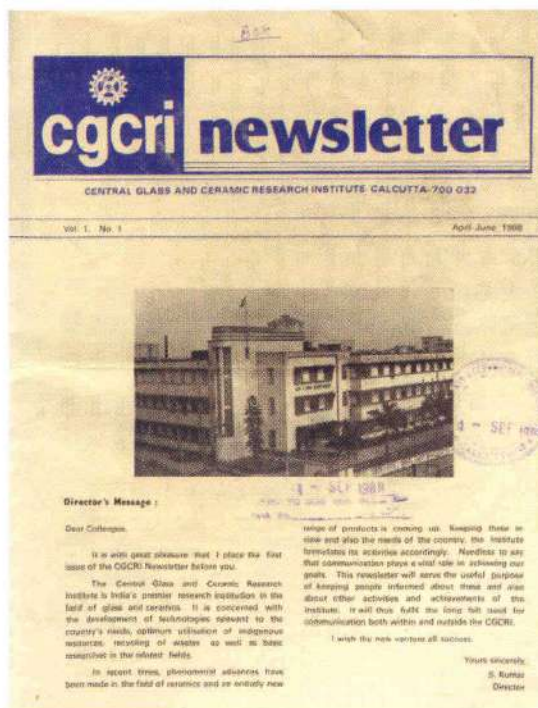 cgcri newsletter
CENTRAL GLASS AND CERAMIC RESEARCH INSTITUTE CALCUTTA-700 032
Vol. 1. No. 1
April-June 1988
1 - SEP 1988
Director's Message :
Dear Colleague,
It is with great pleasure that I place the first
issue of the CGCRI Newsletter before you.
The Central Glass and Ceramic Research
Institute is India's premier research institution in the
field of glass and ceramics. It is concerned with
the development of technologies relevant to the
country's needs, optimum utilisation of indigenous
resources, recycling of wastes as well as basic
researches in the related fields.
In recent times, phenomenal advances have
been made in the field of ceramics and an entirely new
range of products is coming up. Keeping these in
view and also the needs of the country, the Institute
formulates its activities accordingly. Needless to say
that communication plays a vital role in achieving our
goals. This newsletter will serve the useful purpose
of keeping people informed about these and also
about other activities and achievements of the
Institute. It will thus fulfil the long felt need for
communication both within and outside the CGCRI.
I wish the new venture all success.
Yours sincerely,
S. Kumar
Director